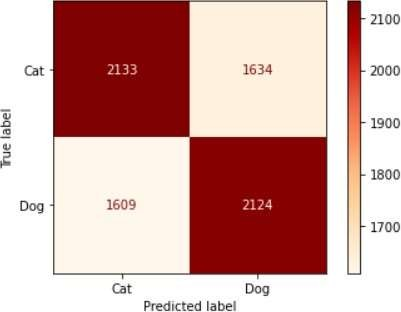 True label
Cat
2133 1634
Dog
1609 2124
Cat Dog
Predicted label
2100
2000
1900
1800
1700